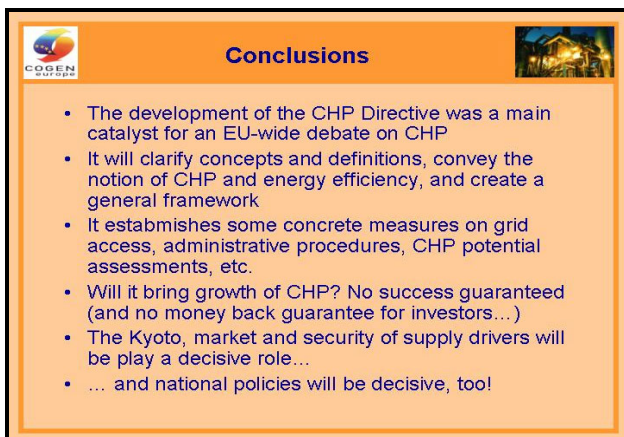 COGEN
europe
Conclusions
• The development of the CHP Directive was a main
catalyst for an EU-wide debate on CHP
• It will clarify concepts and definitions, convey the
notion of CHP and energy efficiency, and create a
general framework
• It estabmishes some concrete measures on grid
access, administrative procedures, CHP potential
assessments, etc.
• Will it bring growth of CHP? No success guaranteed
(and no money back guarantee for investors…)
• The Kyoto, market and security of supply drivers will
be play a decisive role…
• … and national policies will be decisive, too!